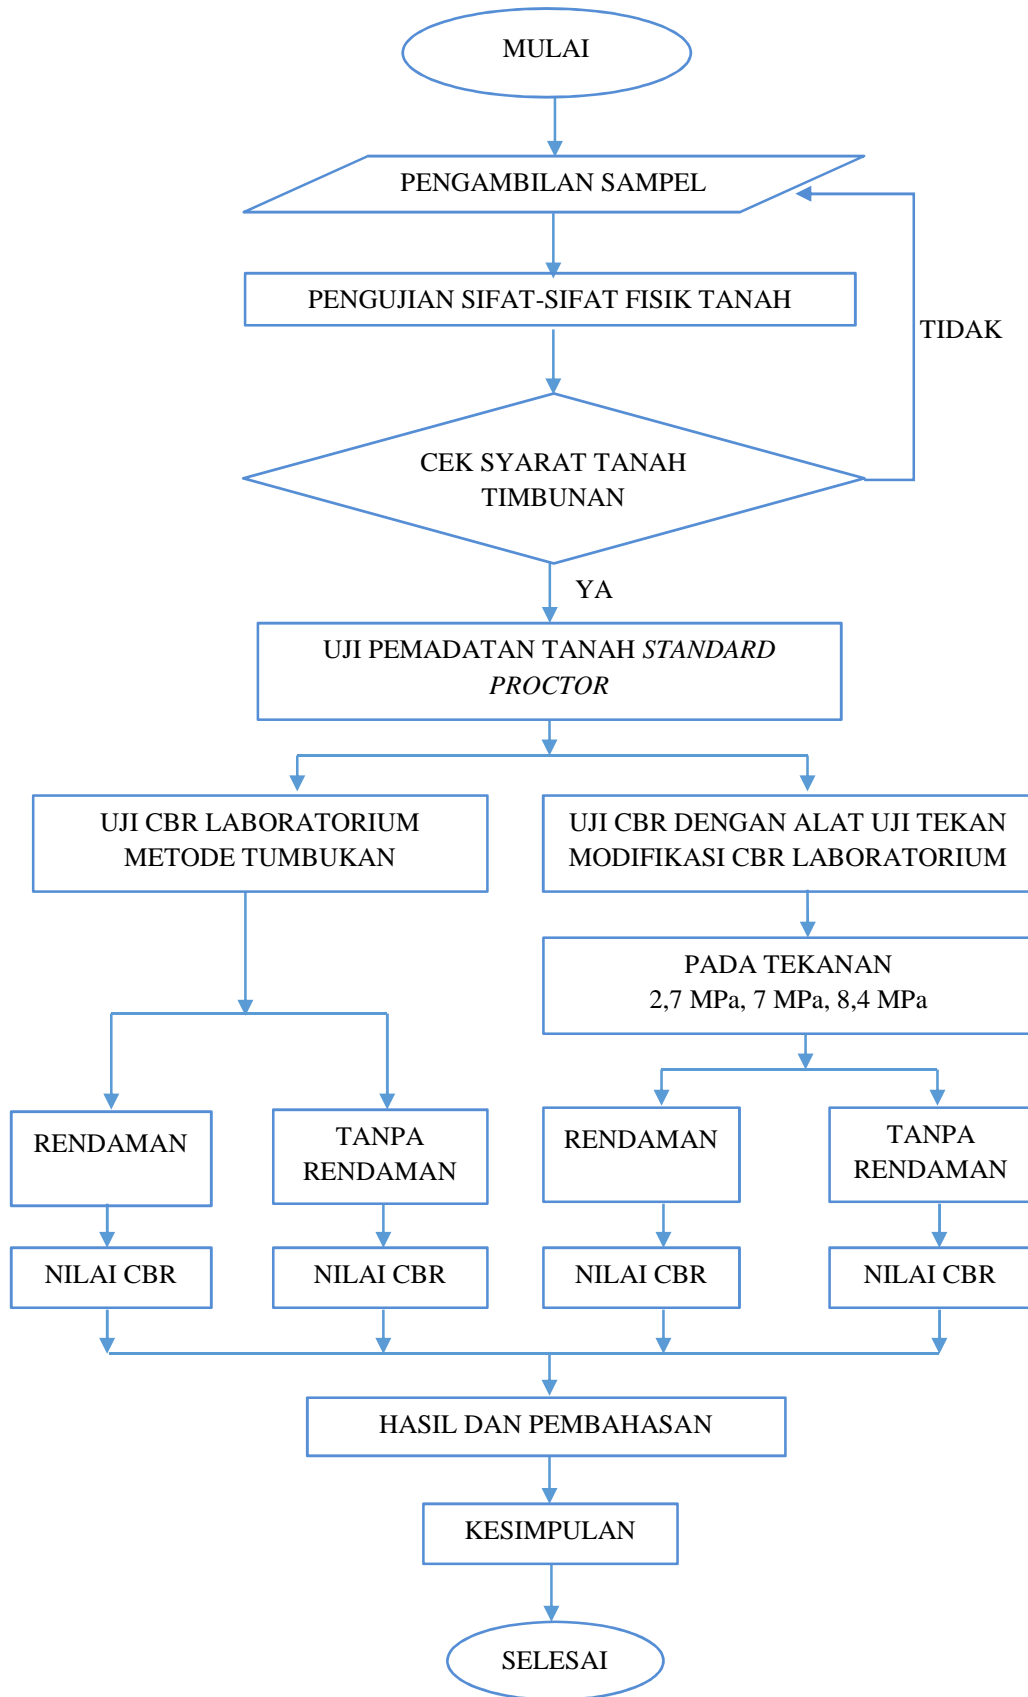 MULAI
PENGAMBILAN SAMPEL
PENGUJIAN SIFAT-SIFAT FISIK TANAH
TIDAK
CEK SYARAT TANAH
TIMBUNAN
YA
UJI PEMADATAN TANAH STANDARD
PROCTOR
UJI CBR LABORATORIUM
METODE TUMBUKAN
UJI CBR DENGAN ALAT UJI TEKAN
MODIFIKASI CBR LABORATORIUM
PADA TEKANAN
2,7 MPa, 7 MPa, 8,4 MPa
RENDAMAN
TANPA
RENDAMAN
RENDAMAN
TANPA
RENDAMAN
NILAI CBR
NILAI CBR
NILAI CBR
NILAI CBR
HASIL DAN PEMBAHASAN
KESIMPULAN
SELESAI